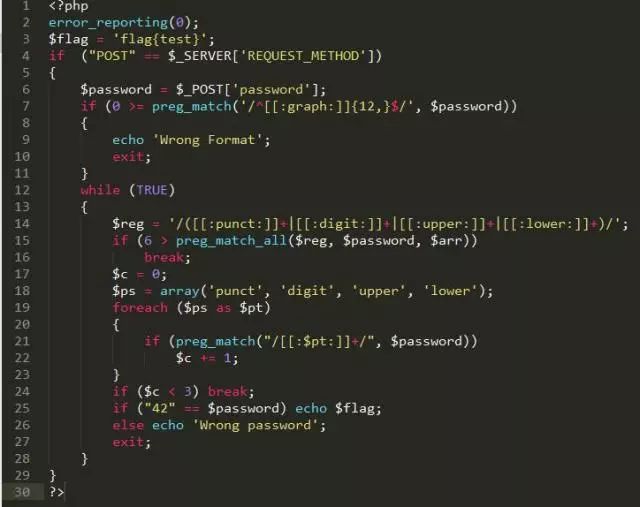 1 <?php
2 error_reporting(0);
3 $flag = 'flag{test}';
4 if  ("POST" == $_SERVER['REQUEST_METHOD'])
5 {
6     $password = $_POST['password'];
7     if (0 >= preg_match('/^[[:graph:]]{12,}$/', $password))
8     {
9         echo 'Wrong Format';
10         exit;
11     }
12     while (TRUE)
13     {
14         $reg = '/([[:punct:]]+|[[:digit:]]+|[[:upper:]]+|[[:lower:]]+)/';
15         if (6 > preg_match_all($reg, $password, $arr))
16             break;
17         $c = 0;
18         $ps = array('punct', 'digit', 'upper', 'lower');
19         foreach ($ps as $pt)
20         {
21             if (preg_match("/[[:$pt:]]+/", $password))
22                 $c += 1;
23         }
24         if ($c < 3) break;
25         if ("42" == $password) echo $flag;
26         else echo 'Wrong password';
27         exit;
28     }
29 }
30 ?>